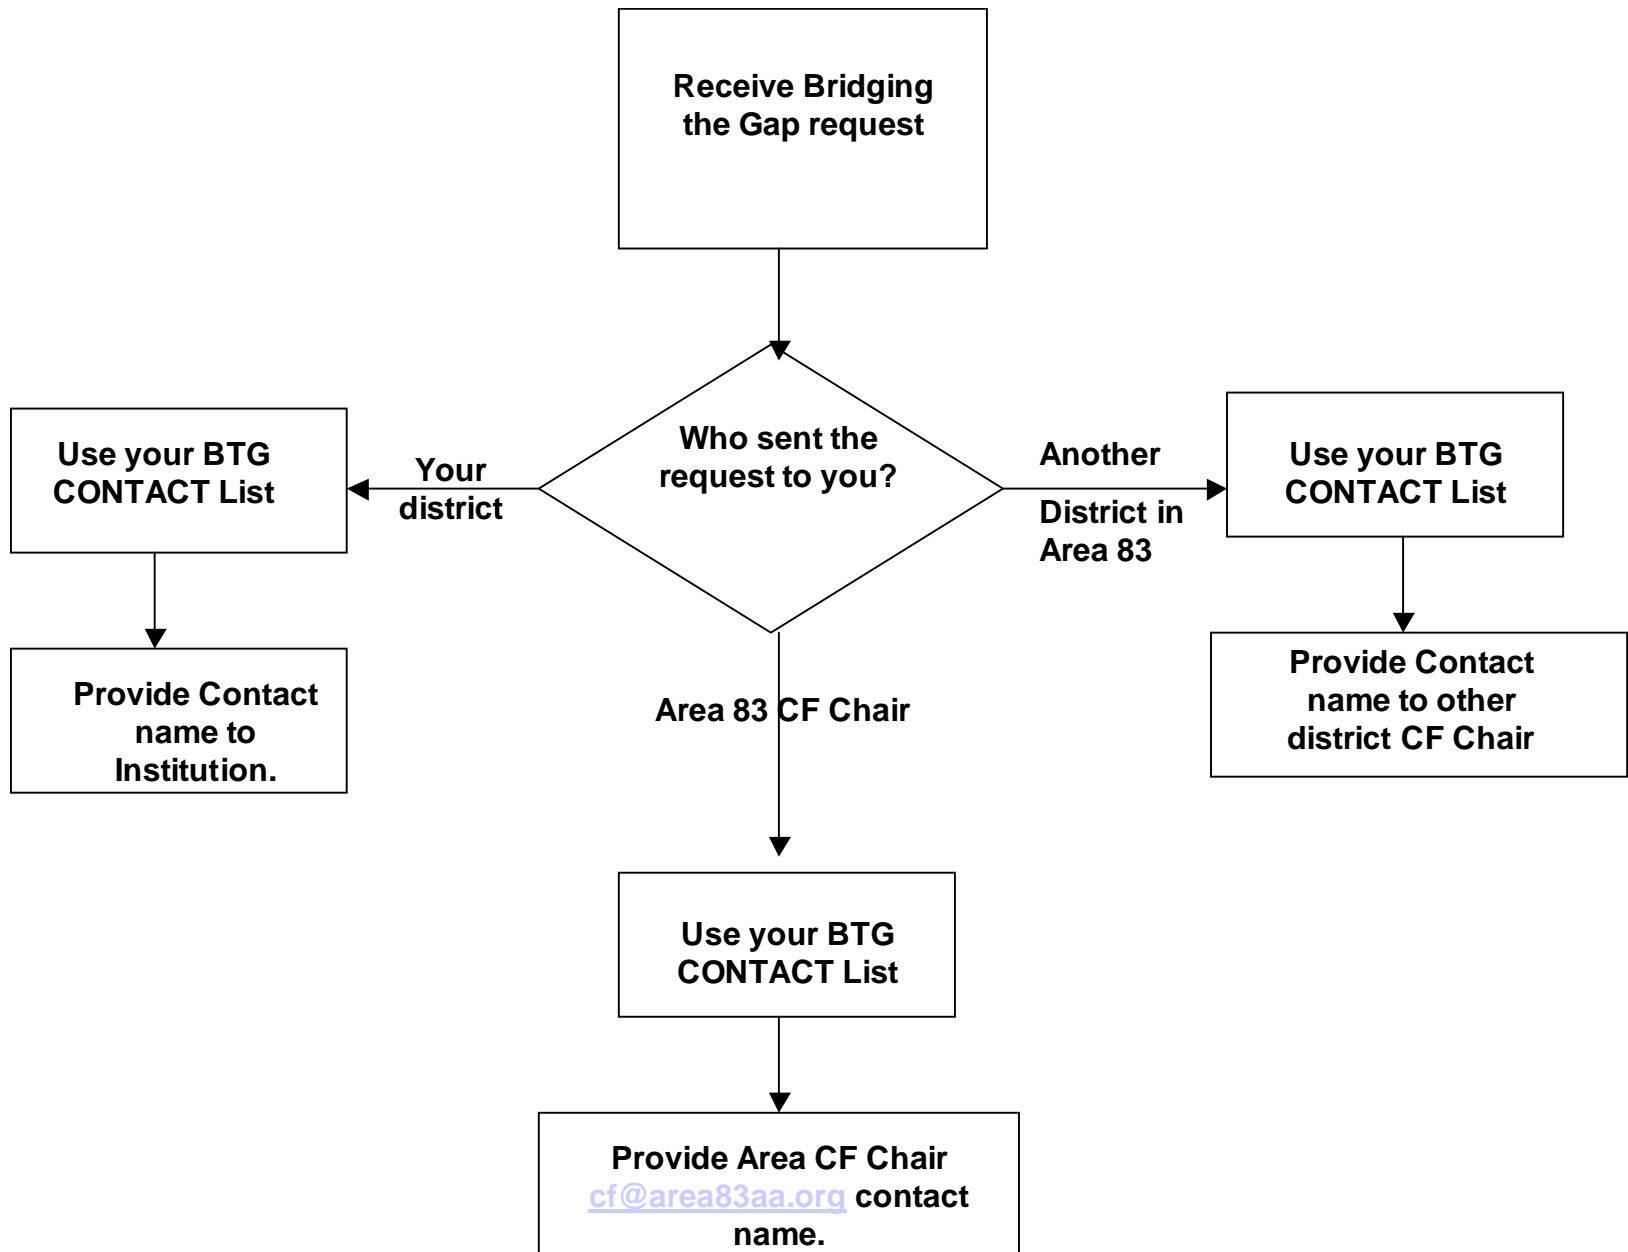 Receive Bridging
the Gap request
Who sent the
request to you?
Your
district
Use your BTG
CONTACT List
Provide Contact
name to
Institution.
Another
District in
Area 83
Use your BTG
CONTACT List
Provide Contact
name to other
district CF Chair
Area 83 CF Chair
Use your BTG
CONTACT List
Provide Area CF Chair
cf@area83aa.org contact
name.